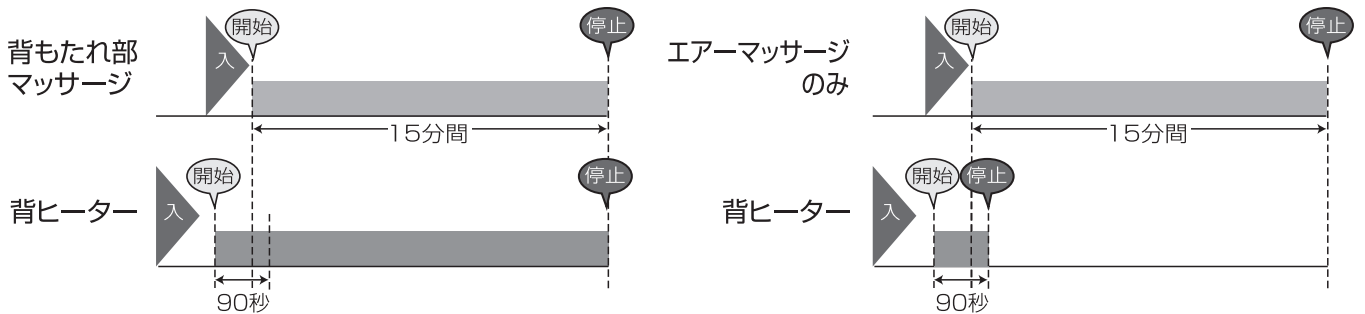 開始
停止
背もたれ部
マッサージ
入
15分間
開始
停止
背ヒーター
入
90秒
開始
停止
エアーマッサージ
のみ
入
15分間
開始
停止
背ヒーター
入
90秒